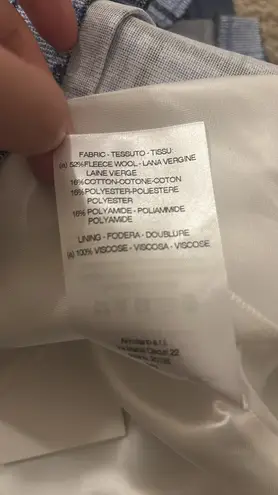 FABRIC - TESSUTO - TISSU
(a) 52%FLEECE WOOL - LANA VERGINE
LAINE VIERGE
16%COTTON-COTONE-COTON
16%POLYESTER-POLIESTERE
POLYESTER
16% POLYAMIDE - POLIAMMIDE
POLYAMIDE
LINING - FODERA - DOUBLURE
(e) 100% VISCOSE - VISCOSA - VISCOSE
22